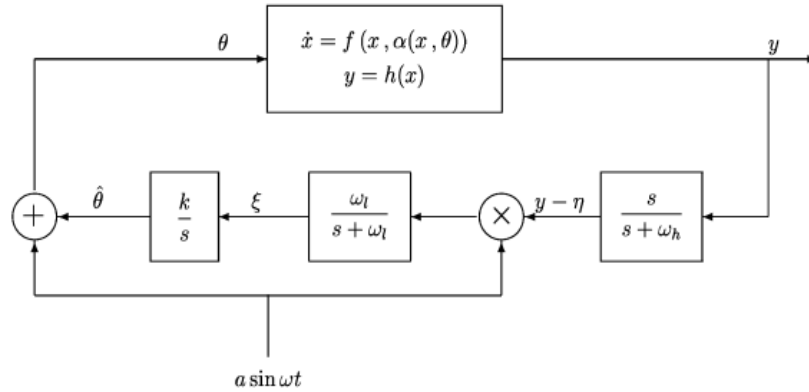 θ
ẋ = f (x , α(x , θ))
y = h(x)
y
+
θ̂
k
s
ξ
ω_l
s + ω_l
×
y − η
s
s + ω_h
a sin ωt